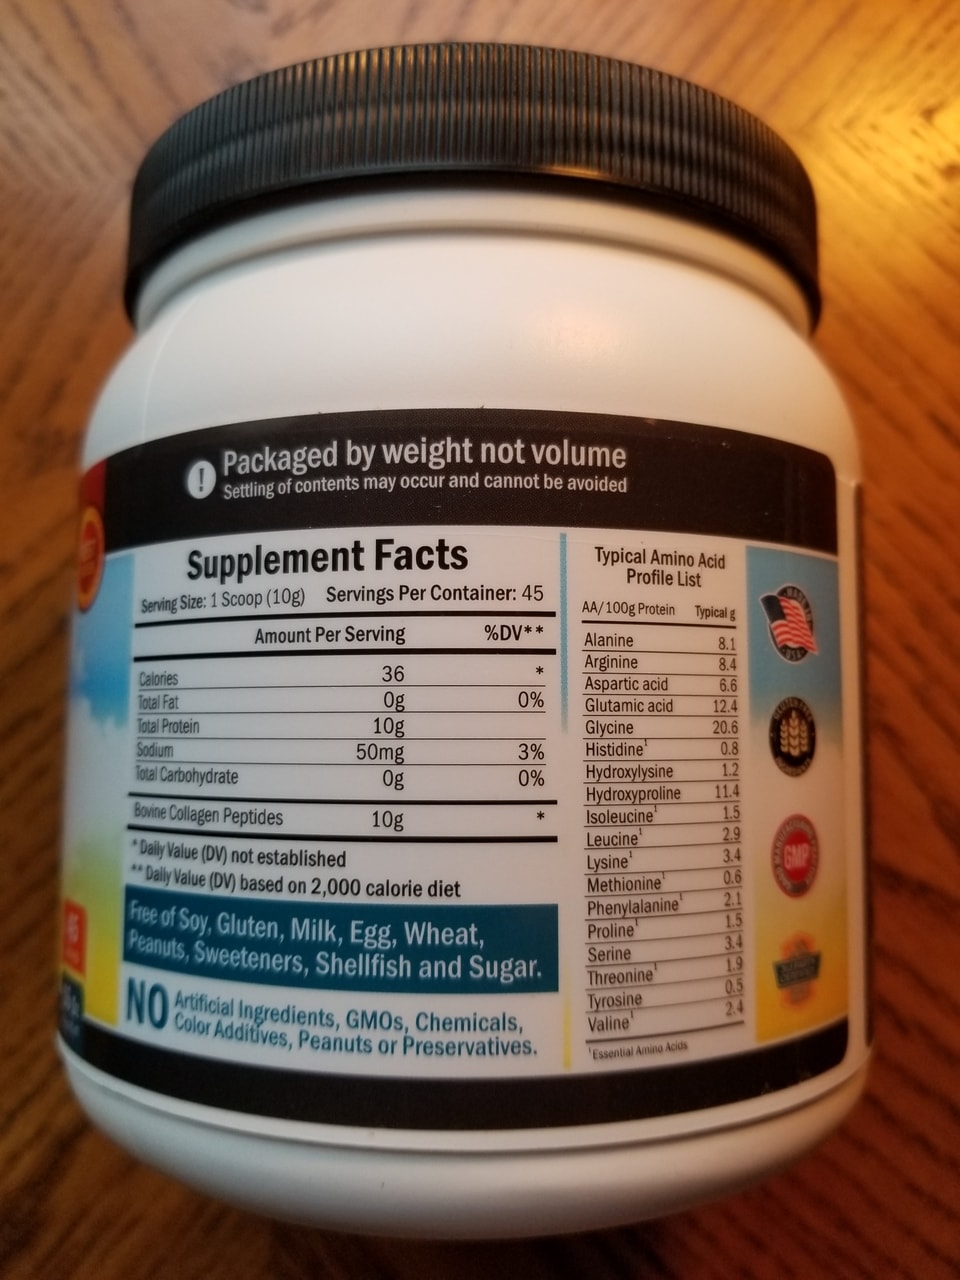 Packaged by weight not volume
! Settling of contents may occur and cannot be avoided
Supplement Facts
Serving Size: 1 Scoop (10g) Servings Per Container: 45
Amount Per Serving %DV**
Calories 36 *
Total Fat 0g 0%
Total Protein 10g
Sodium 50mg 3%
Total Carbohydrate 0g 0%
Bovine Collagen Peptides 10g *
* Daily Value (DV) not established
** Daily Value (DV) based on 2,000 calorie diet
Free of Soy, Gluten, Milk, Egg, Wheat,
Peanuts, Sweeteners, Shellfish and Sugar.
NO Artificial Ingredients, GMOs, Chemicals,
Color Additives, Peanuts or Preservatives.
Typical Amino Acid
Profile List
AA/100g Protein Typical g
Alanine 8.1
Arginine 8.4
Aspartic acid 6.6
Glutamic acid 12.4
Glycine 20.6
Histidine¹ 0.8
Hydroxylysine 1.2
Hydroxyproline 11.4
Isoleucine¹ 1.5
Leucine¹ 2.9
Lysine¹ 3.4
Methionine¹ 0.6
Phenylalanine¹ 2.1
Proline¹ 1.5
Serine 3.4
Threonine¹ 1.9
Tyrosine 0.5
Valine¹ 2.4
¹Essential Amino Acids
MADE IN
USA
GMP
45